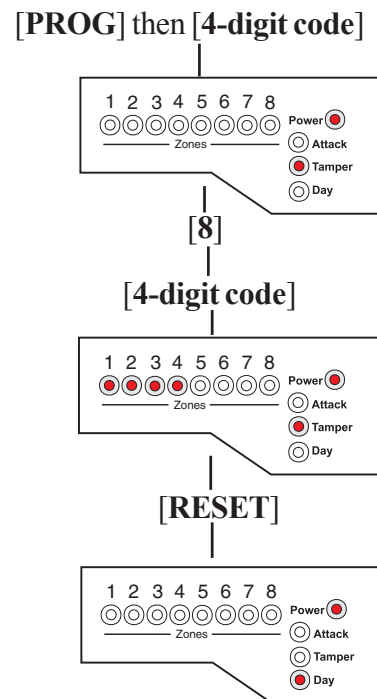 [PROG] then [4-digit code]
1 2 3 4 5 6 7 8
Power
Attack
Zones
Tamper
Day
[8]
[4-digit code]
1 2 3 4 5 6 7 8
Power
Attack
Zones
Tamper
Day
[RESET]
1 2 3 4 5 6 7 8
Power
Attack
Zones
Tamper
Day